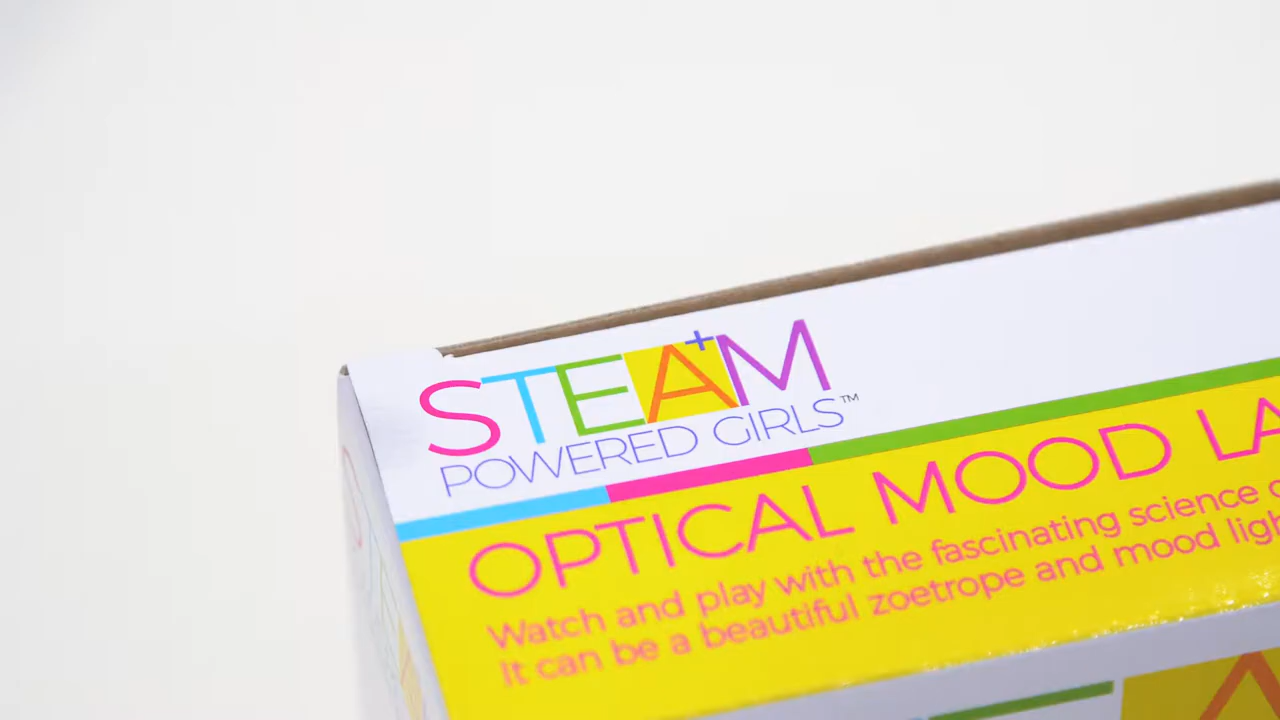 STEA+M
POWERED GIRLS™
OPTICAL MOOD LA
Watch and play with the fascinating science
It can be a beautiful zoetrope and mood ligh